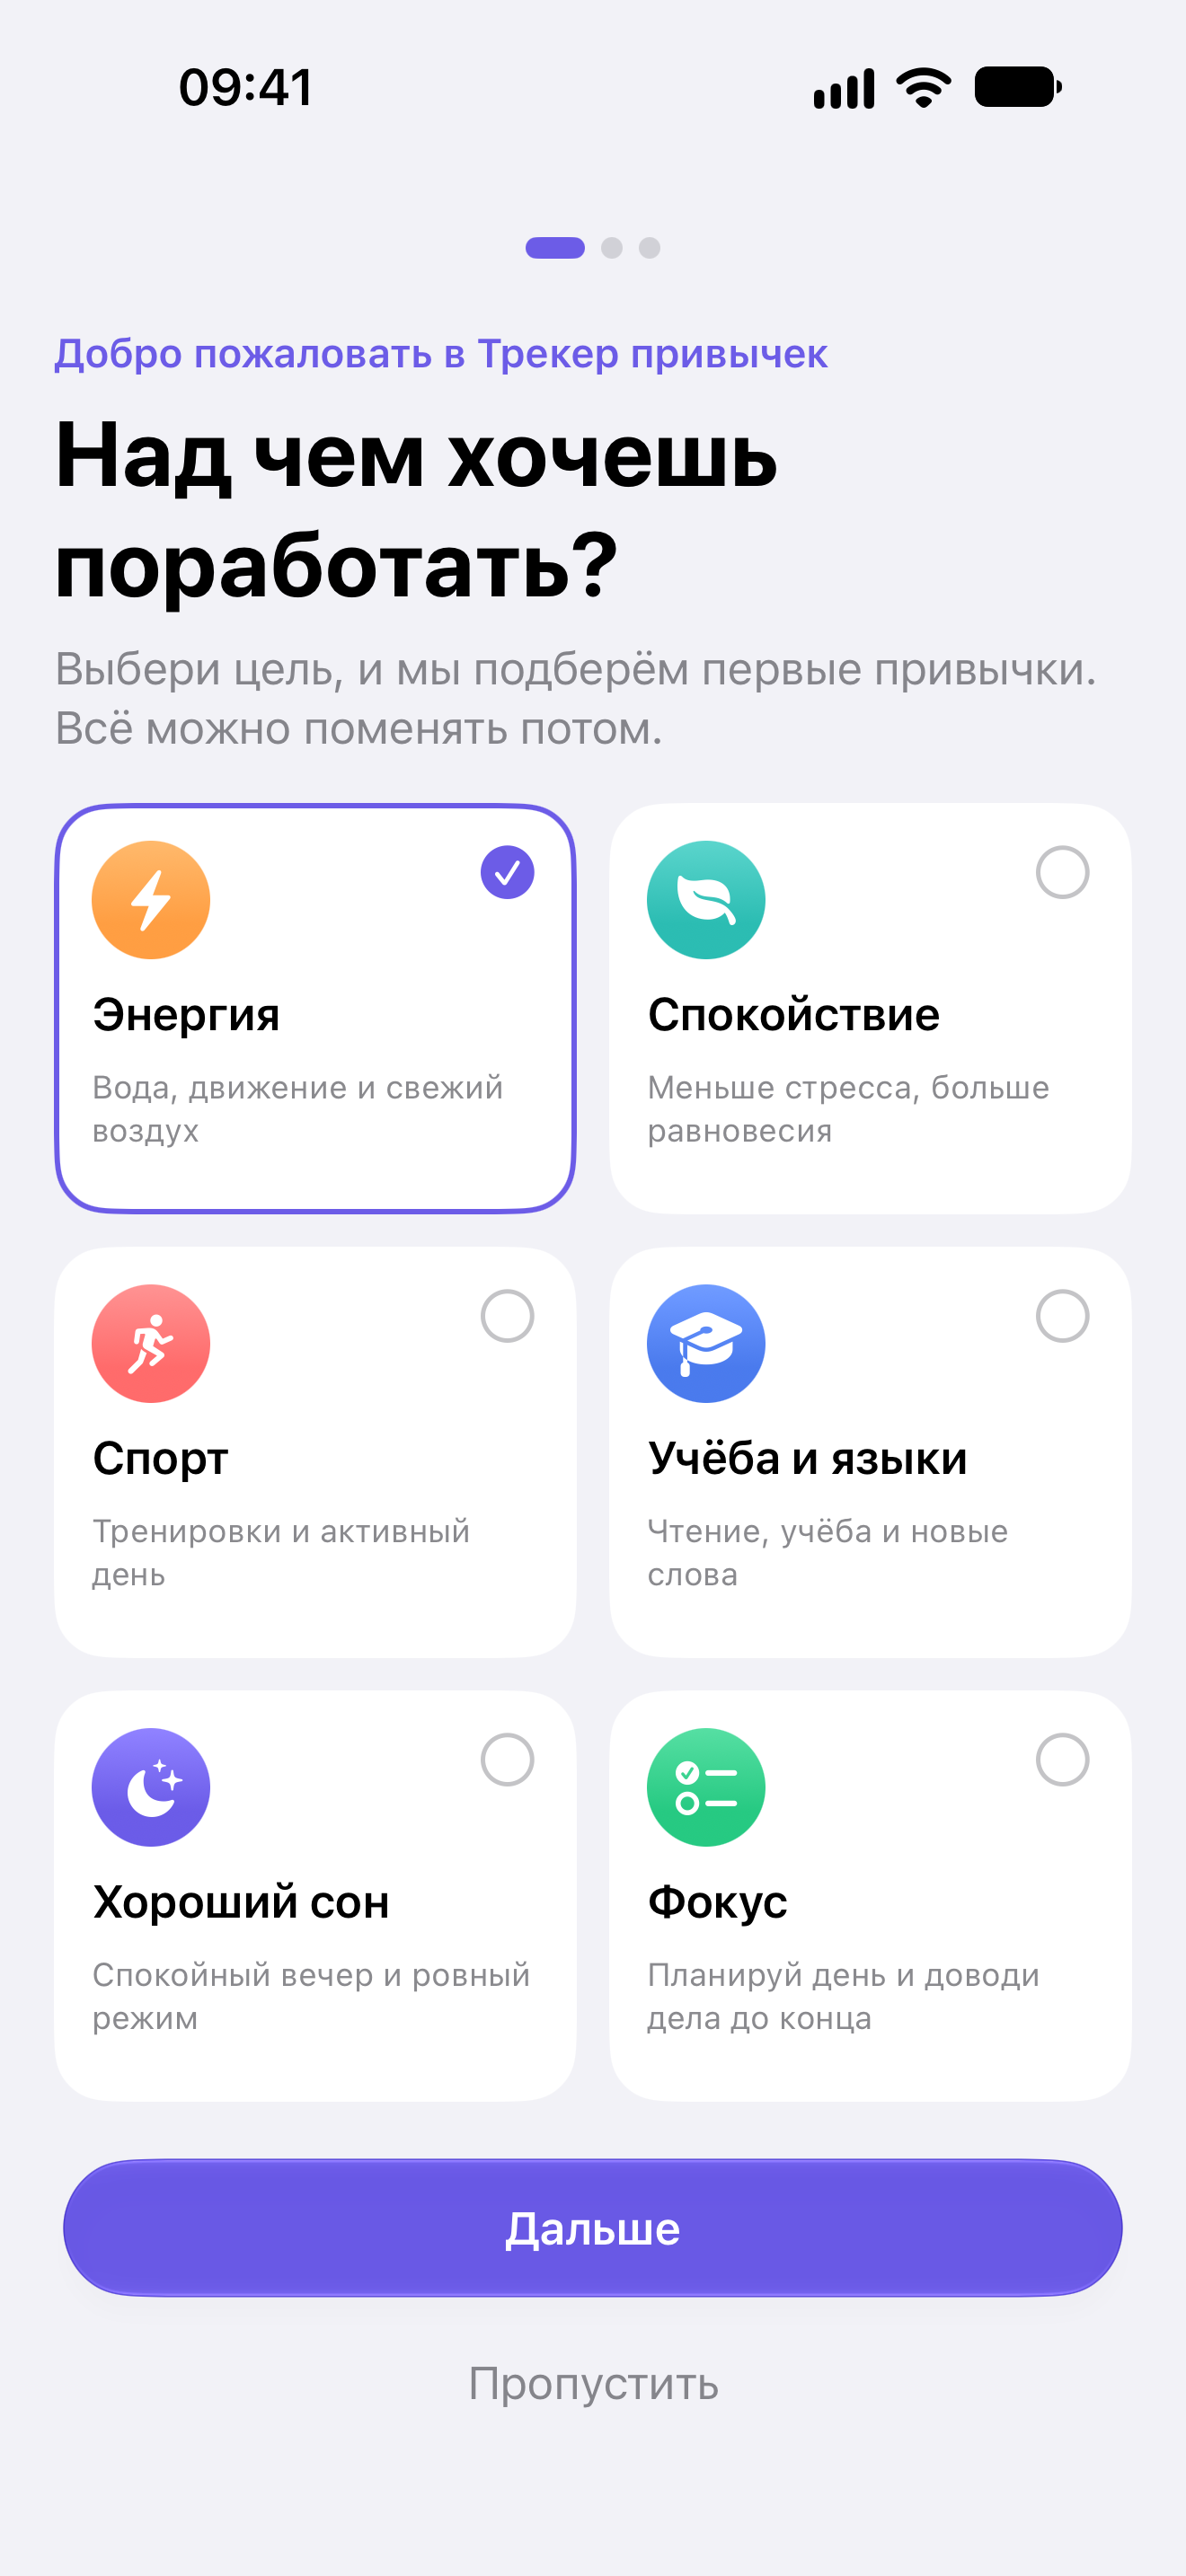 09:41
Добро пожаловать в Трекер привычек
Над чем хочешь
поработать?
Выбери цель, и мы подберём первые привычки.
Всё можно поменять потом.
Энергия
Вода, движение и свежий
воздух
Спокойствие
Меньше стресса, больше
равновесия
Спорт
Тренировки и активный
день
Учёба и языки
Чтение, учёба и новые
слова
Хороший сон
Спокойный вечер и ровный
режим
Фокус
Планируй день и доводи
дела до конца
Дальше
Пропустить